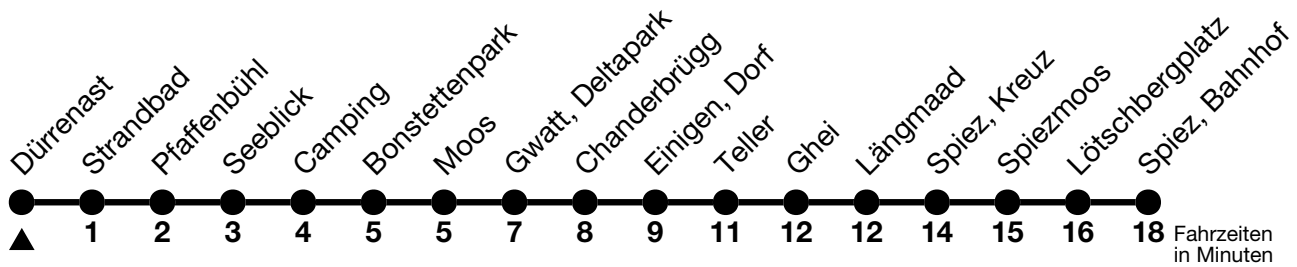 Dürrenast
Strandbad
Pfaffenbühl
Seeblick
Camping
Bonstettenpark
Moos
Gwatt, Deltapark
Chanderbrügg
Einigen, Dorf
Teller
Ghei
Längmaad
Spiez, Kreuz
Spiezmoos
Lötschbergplatz
Spiez, Bahnhof
1 2 3 4 5 5 7 8 9 11 12 12 14 15 16 18
Fahrzeiten
in Minuten